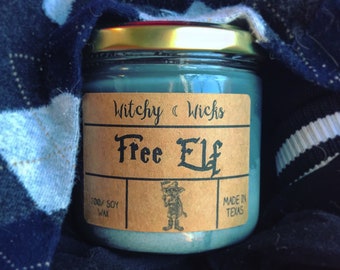 Witchy ☾ Wicks
Free Elf
100% SOY
WAX
MADE IN
TEXAS